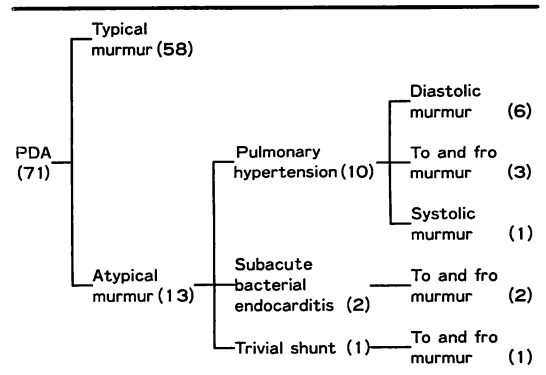 Typical
murmur (58)
PDA
(71)
Atypical
murmur (13)
Pulmonary
hypertension (10)
Subacute
bacterial
endocarditis (2)
Trivial shunt (1)
Diastolic
murmur (6)
To and fro
murmur (3)
Systolic
murmur (1)
To and fro
murmur (2)
To and fro
murmur (1)